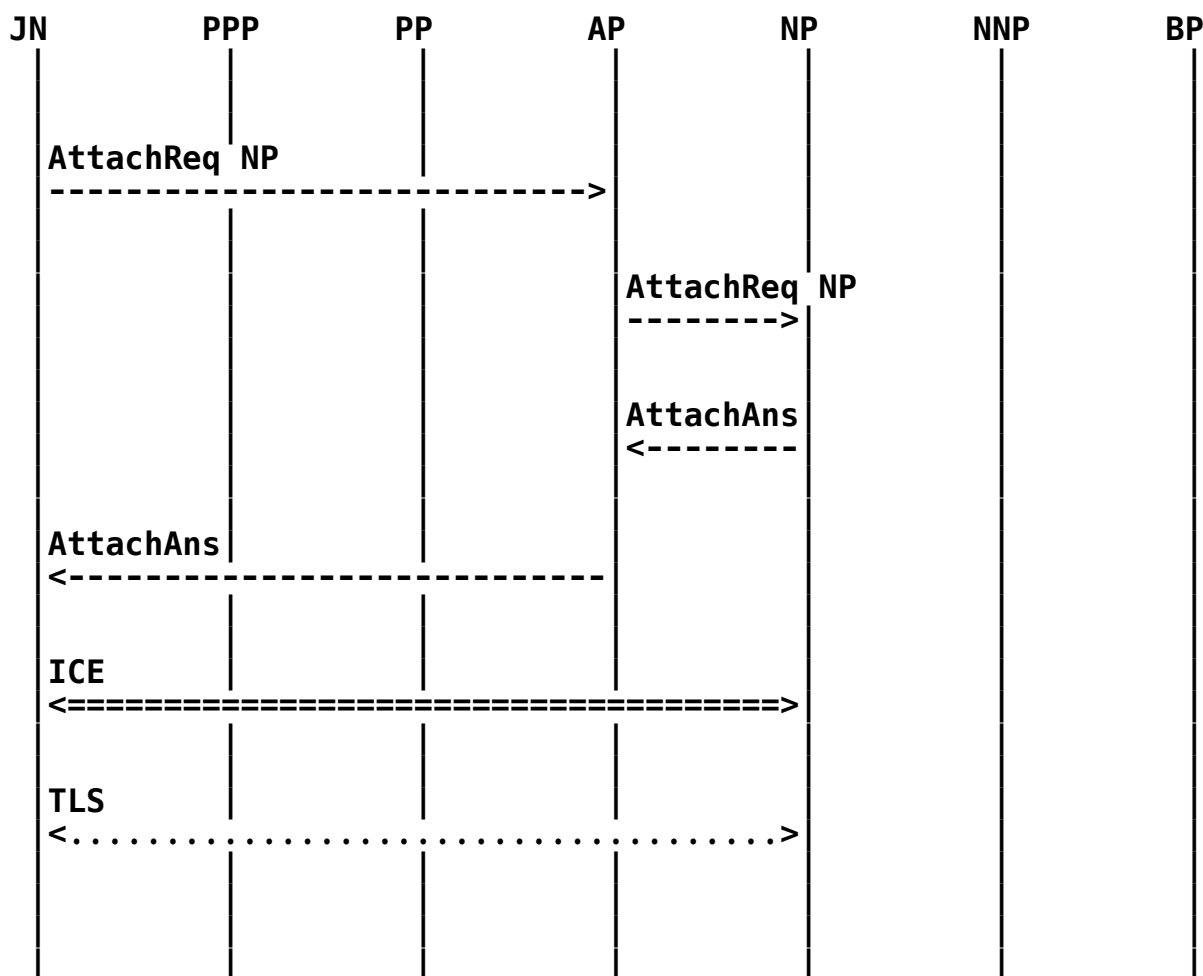 JN PPP PP AP NP NNP BP
AttachReq NP
AttachReq NP
AttachAns
AttachAns
ICE
TLS